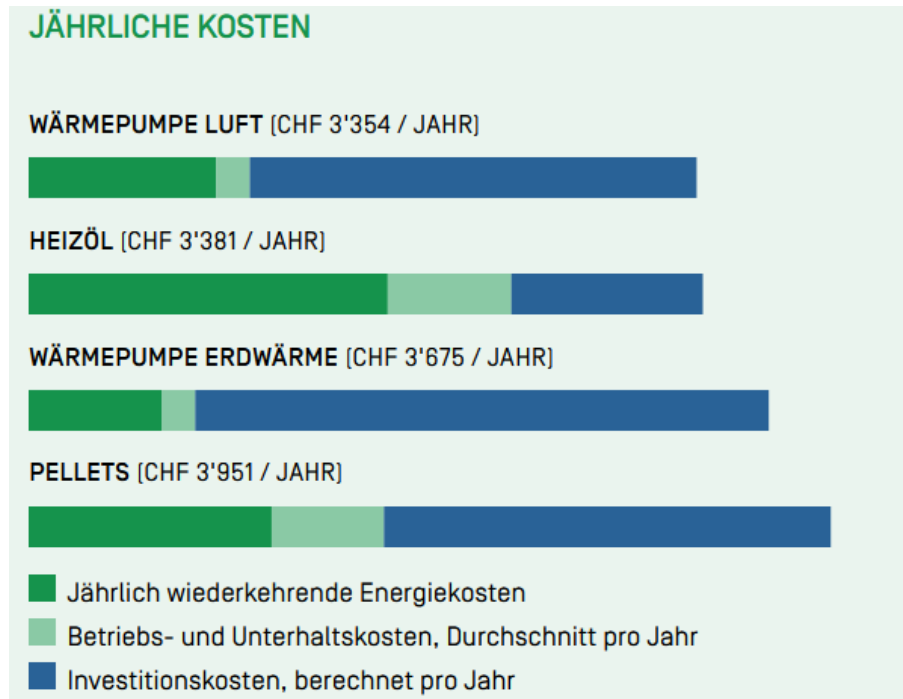 JÄHRLICHE KOSTEN
WÄRMEPUMPE LUFT (CHF 3'354 / JAHR)
HEIZÖL (CHF 3'381 / JAHR)
WÄRMEPUMPE ERDWÄRME (CHF 3'675 / JAHR)
PELLETS (CHF 3'951 / JAHR)
Jährlich wiederkehrende Energiekosten
Betriebs- und Unterhaltskosten, Durchschnitt pro Jahr
Investitionskosten, berechnet pro Jahr